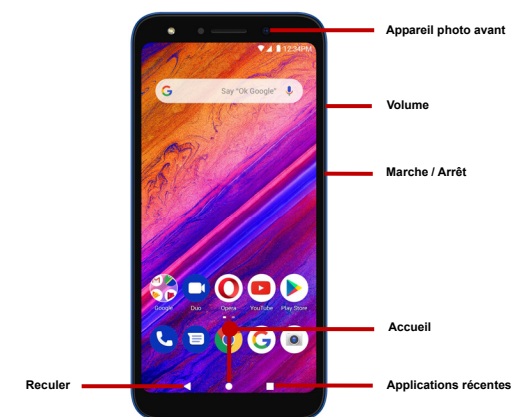 Appareil photo avant
12:34PM
Say "Ok Google"
Volume
Marche / Arrêt
Google Duo Opera YouTube Play Store
Accueil
Reculer
Applications récentes